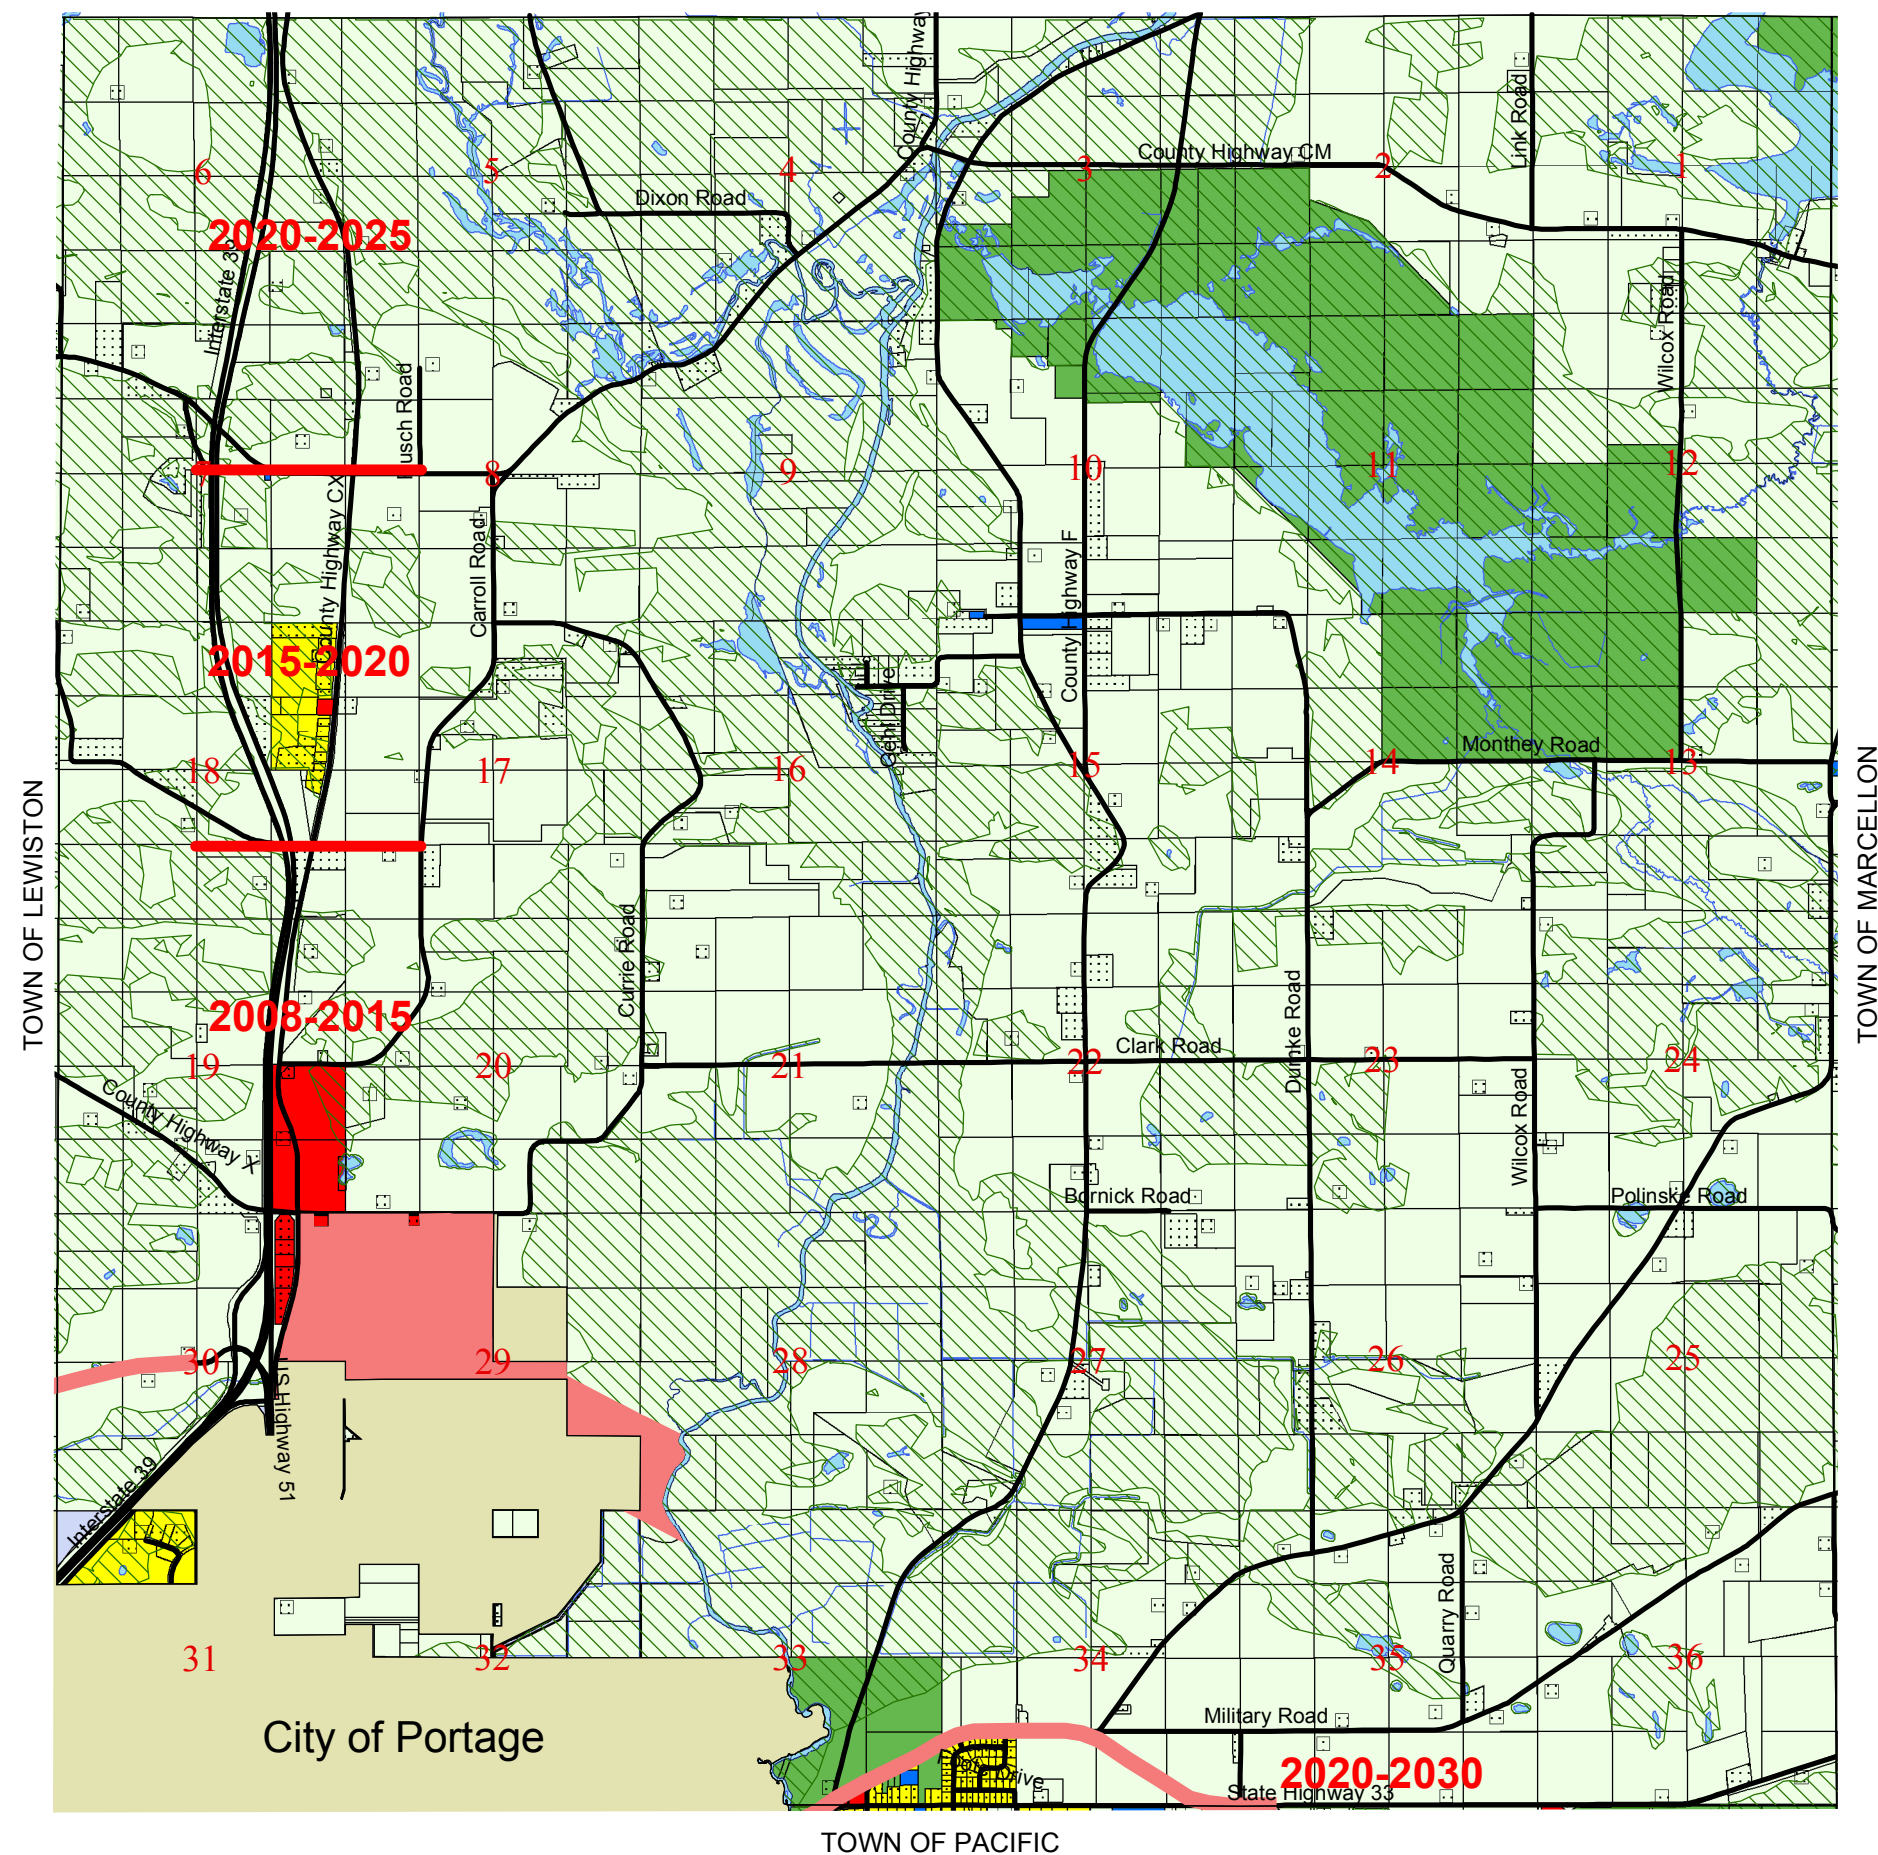 County Highway
Link Road
County Highway CM
6
5
4
3
2
1
Dixon Road
2020-2025
Interstate 39
Wilcox Road
7
8
9
10
11
12
County Highway CX
Carroll Road
County Highway F
2015-2020
Gehl Drive
Monthey Road
18
17
16
15
14
13
TOWN OF LEWISTON
TOWN OF MARCELLON
Currie Road
Dumke Road
2008-2015
Clark Road
19
20
21
22
23
24
County Highway X
Wilcox Road
Bornick Road
Polinske Road
30
29
28
27
26
25
US Highway 51
Interstate 39
Quarry Road
31
32
33
34
35
36
City of Portage
Military Road
2020-2030
Drive
State Highway 33
TOWN OF PACIFIC